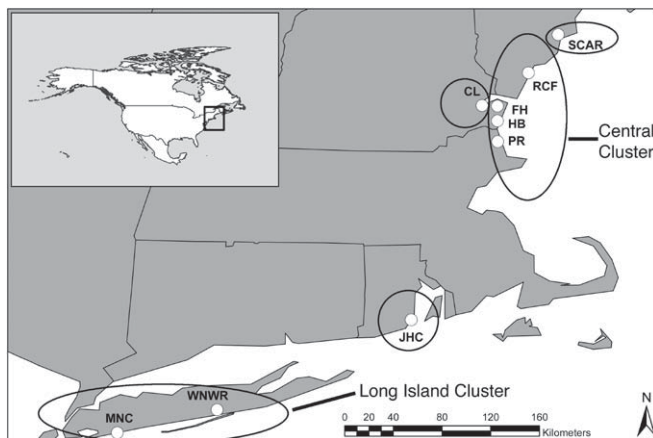 SCAR
RCF
CL
FH
HB
PR
Central
Cluster
JHC
Long Island Cluster
WNWR
MNC
0 20 40 80 120 160
Kilometers
N